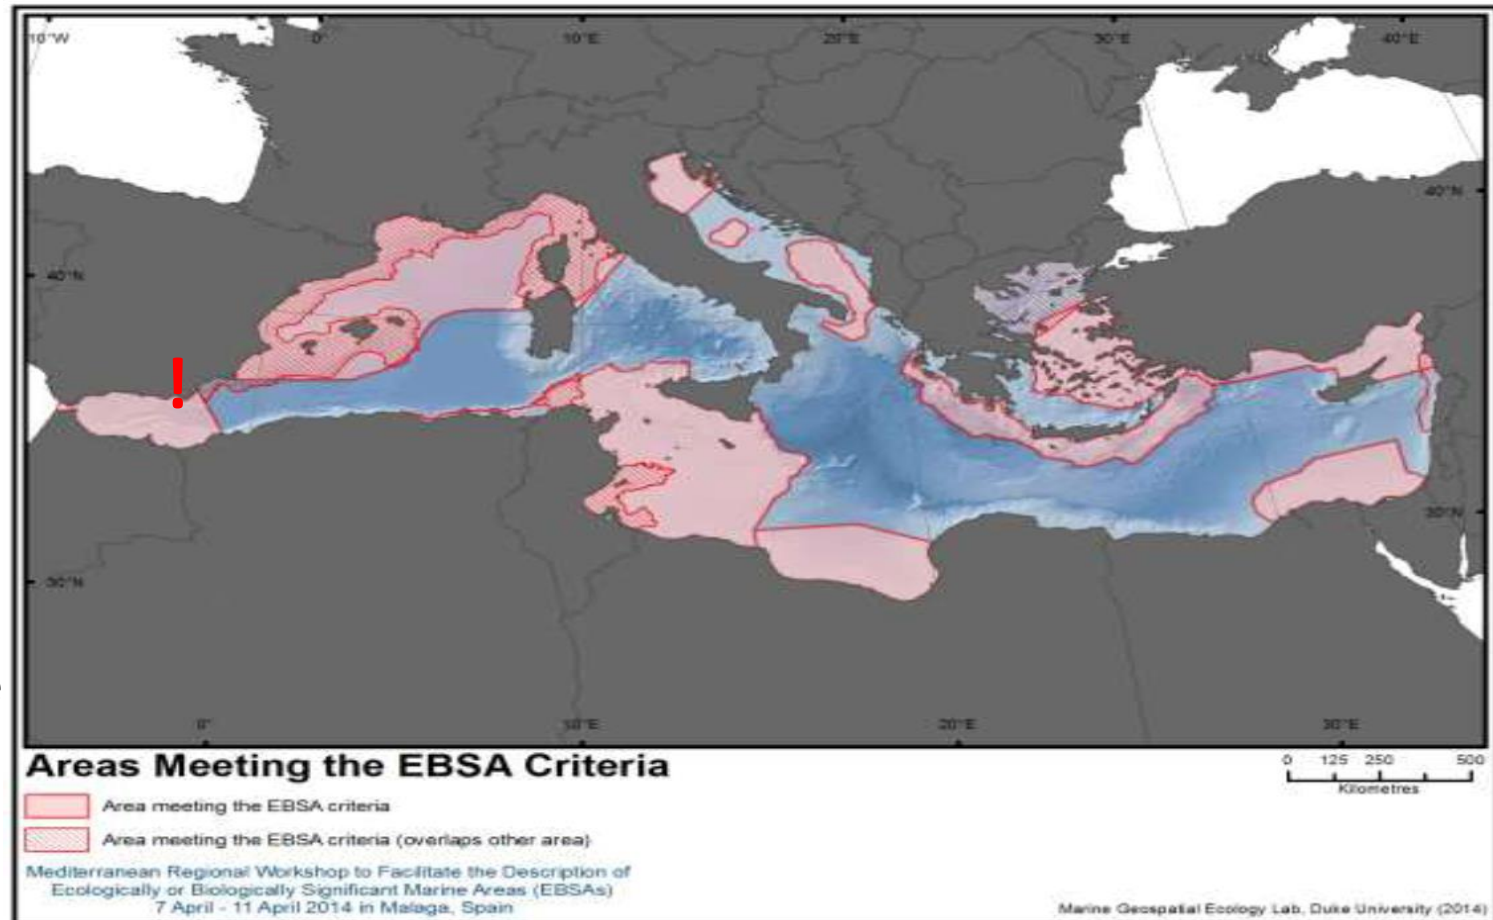 10°W 0° 10°E 20°E 30°E 40°E
40°N
40°N
!
30°N
30°N
0° 10°E 20°E 30°E
Areas Meeting the EBSA Criteria
0 125 250 500
Kilometres
Area meeting the EBSA criteria
Area meeting the EBSA criteria (overlaps other area)
Mediterranean Regional Workshop to Facilitate the Description of
Ecologically or Biologically Significant Marine Areas (EBSAs)
7 April - 11 April 2014 in Malaga, Spain
Marine Geospatial Ecology Lab, Duke University (2014)